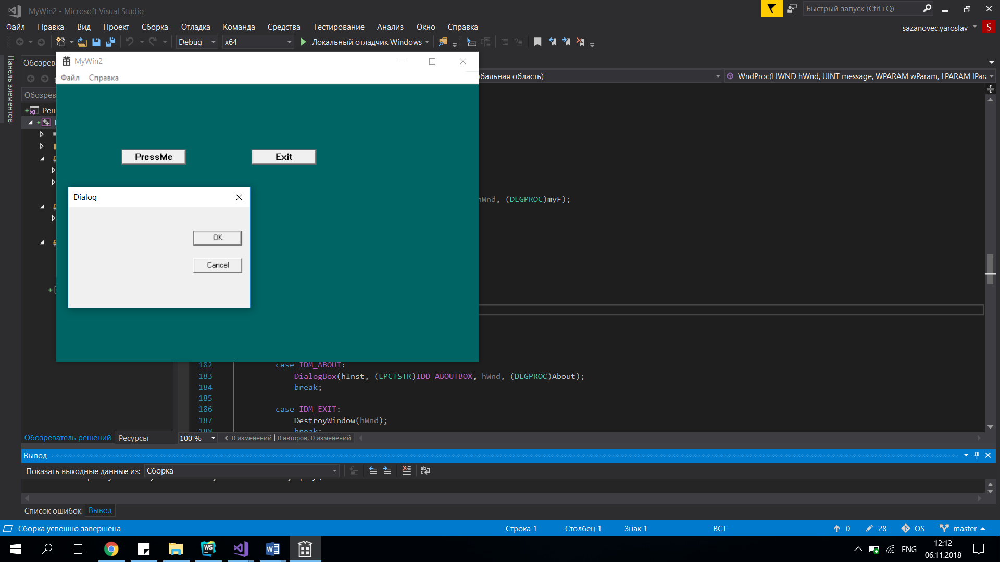 MyWin2 - Microsoft Visual Studio
Быстрый запуск (Ctrl+Q)
Файл Правка Вид Проект Сборка Отладка Команда Средства Тестирование Анализ Окно Справка
sazanovec.yaroslav S
Debug x64 Локальный отладчик Windows
Панель элементов
MyWin2
Файл Справка
бальная область)
WndProc(HWND hWnd, UINT message, WPARAM wParam, LPARAM lPar
PressMe Exit
Dialog
OK
Cancel
hWnd, (DLGPROC)myF);
182 case IDM_ABOUT:
183 DialogBox(hInst, (LPCTSTR)IDD_ABOUTBOX, hWnd, (DLGPROC)About);
184 break;
185
186 case IDM_EXIT:
187 DestroyWindow(hWnd);
188 break;
Обозреватель решений Ресурсы
100 % 0 изменений | 0 авторов, 0 изменений
Вывод
Показать выходные данные из: Сборка
Список ошибок Вывод
Сборка успешно завершена
Строка 1 Столбец 1 Знак 1 ВСТ 0 28 OS master
ENG
12:12
06.11.2018